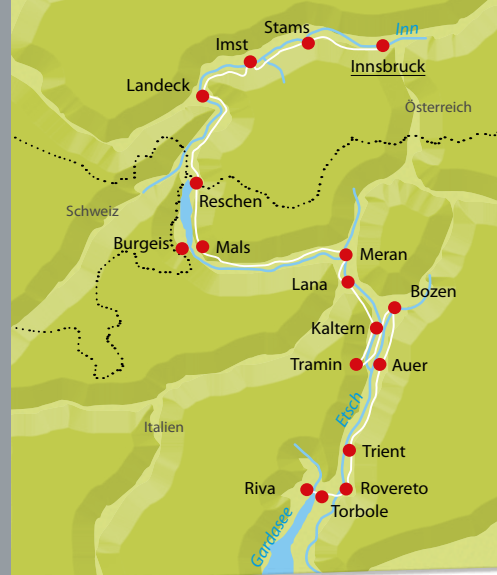 Inn
Stams
Imst
Innsbruck
Landeck
Österreich
Reschen
Schweiz
Burgeis
Mals
Meran
Lana
Bozen
Kaltern
Tramin
Auer
Etsch
Italien
Trient
Riva
Rovereto
Torbole
Gardasee